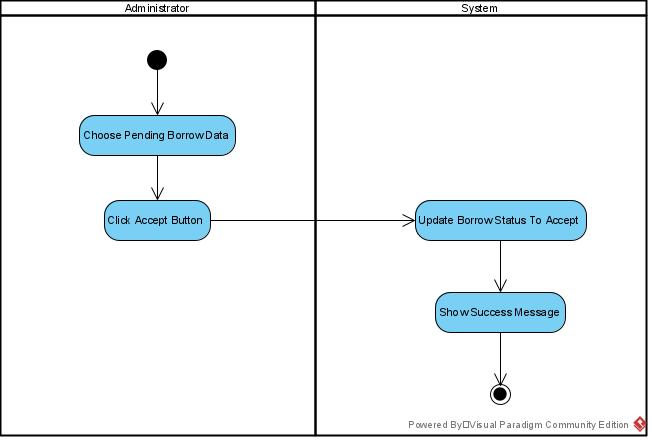 Administrator
System
Choose Pending Borrow Data
Click Accept Button
Update Borrow Status To Accept
Show Success Message
Powered By Visual Paradigm Community Edition